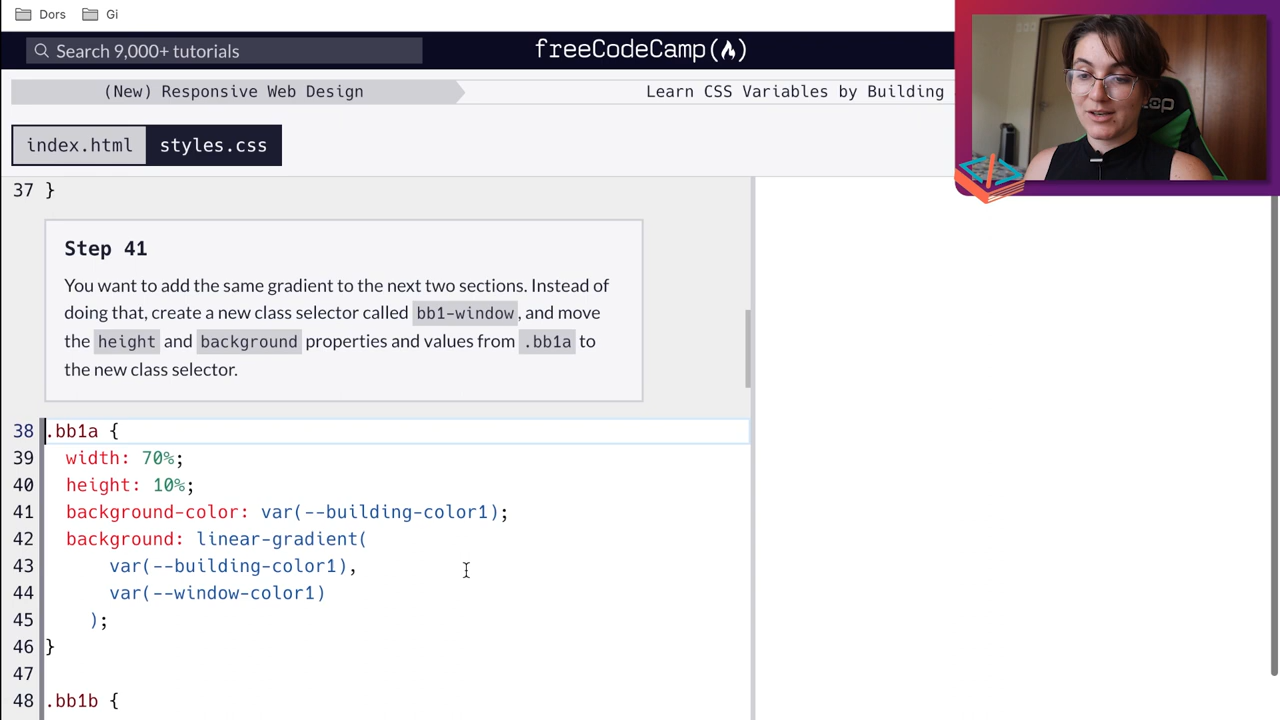 Dors Gi
Search 9,000+ tutorials
freeCodeCamp
(New) Responsive Web Design
Learn CSS Variables by Building
index.html styles.css
37 }
Step 41
You want to add the same gradient to the next two sections. Instead of
doing that, create a new class selector called bb1-window, and move
the height and background properties and values from .bb1a to
the new class selector.
38 .bb1a {
39 width: 70%;
40 height: 10%;
41 background-color: var(--building-color1);
42 background: linear-gradient(
43 var(--building-color1),
44 var(--window-color1)
45 );
46 }
47
48 .bb1b {